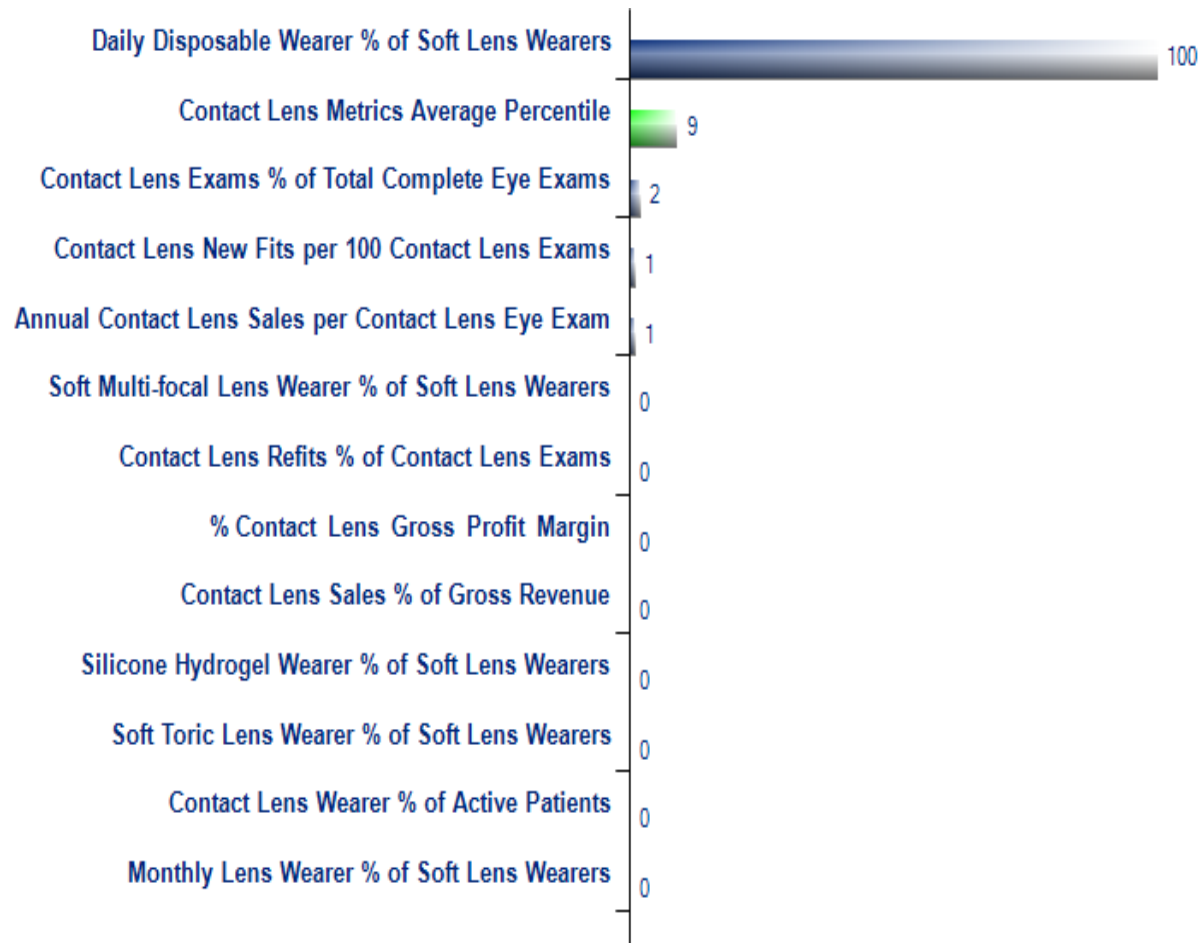 Daily Disposable Wearer % of Soft Lens Wearers 100
Contact Lens Metrics Average Percentile 9
Contact Lens Exams % of Total Complete Eye Exams 2
Contact Lens New Fits per 100 Contact Lens Exams 1
Annual Contact Lens Sales per Contact Lens Eye Exam 1
Soft Multi-focal Lens Wearer % of Soft Lens Wearers 0
Contact Lens Refits % of Contact Lens Exams 0
% Contact Lens Gross Profit Margin 0
Contact Lens Sales % of Gross Revenue 0
Silicone Hydrogel Wearer % of Soft Lens Wearers 0
Soft Toric Lens Wearer % of Soft Lens Wearers 0
Contact Lens Wearer % of Active Patients 0
Monthly Lens Wearer % of Soft Lens Wearers 0